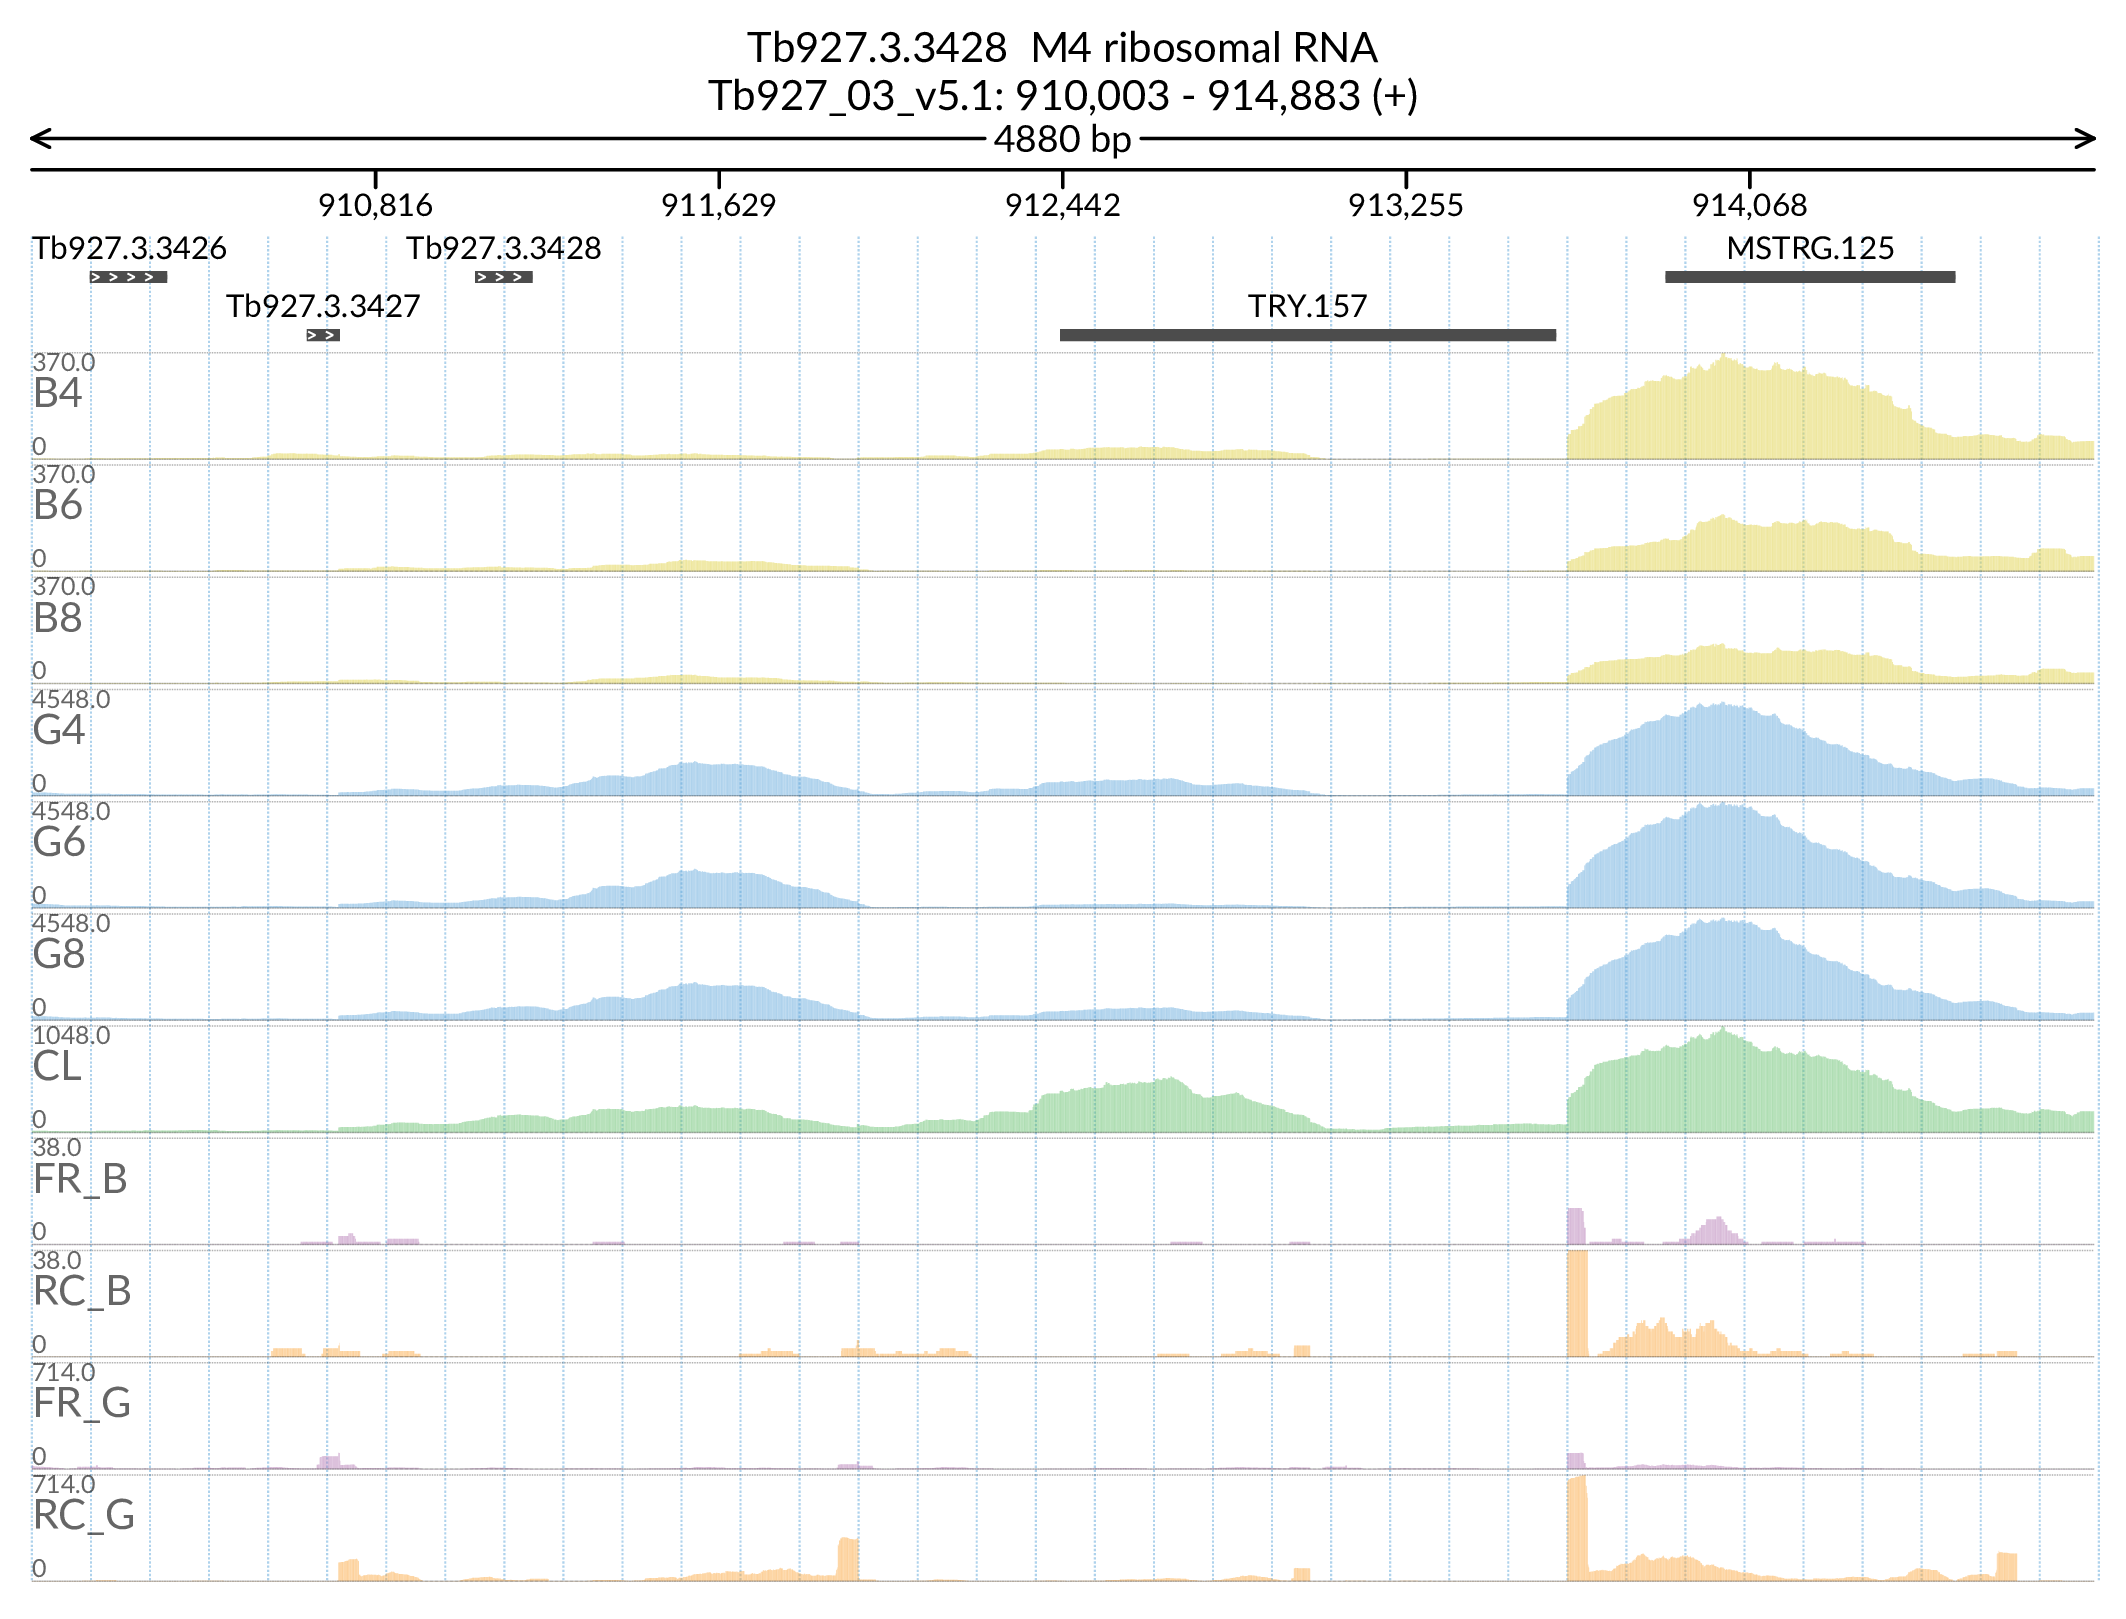 Tb927.3.3428 M4 ribosomal RNA
Tb927_03_v5.1: 910,003 - 914,883 (+)
4880 bp
910,816 911,629 912,442 913,255 914,068
Tb927.3.3426 Tb927.3.3428 MSTRG.125
Tb927.3.3427 TRY.157
370.0
B4
0
370.0
B6
0
370.0
B8
0
4548.0
G4
0
4548.0
G6
0
4548.0
G8
0
1048.0
CL
0
38.0
FR_B
0
38.0
RC_B
0
714.0
FR_G
0
714.0
RC_G
0